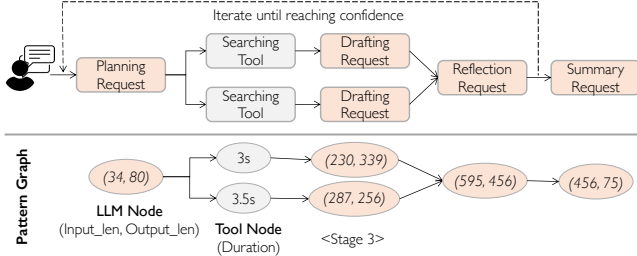 Iterate until reaching confidence
Planning
Request
Searching
Tool
Drafting
Request
Searching
Tool
Drafting
Request
Reflection
Request
Summary
Request
Pattern Graph
(34, 80)
3s
(230, 339)
3.5s
(287, 256)
(595, 456)
(456, 75)
LLM Node
(Input_len, Output_len)
Tool Node
(Duration)
<Stage 3>